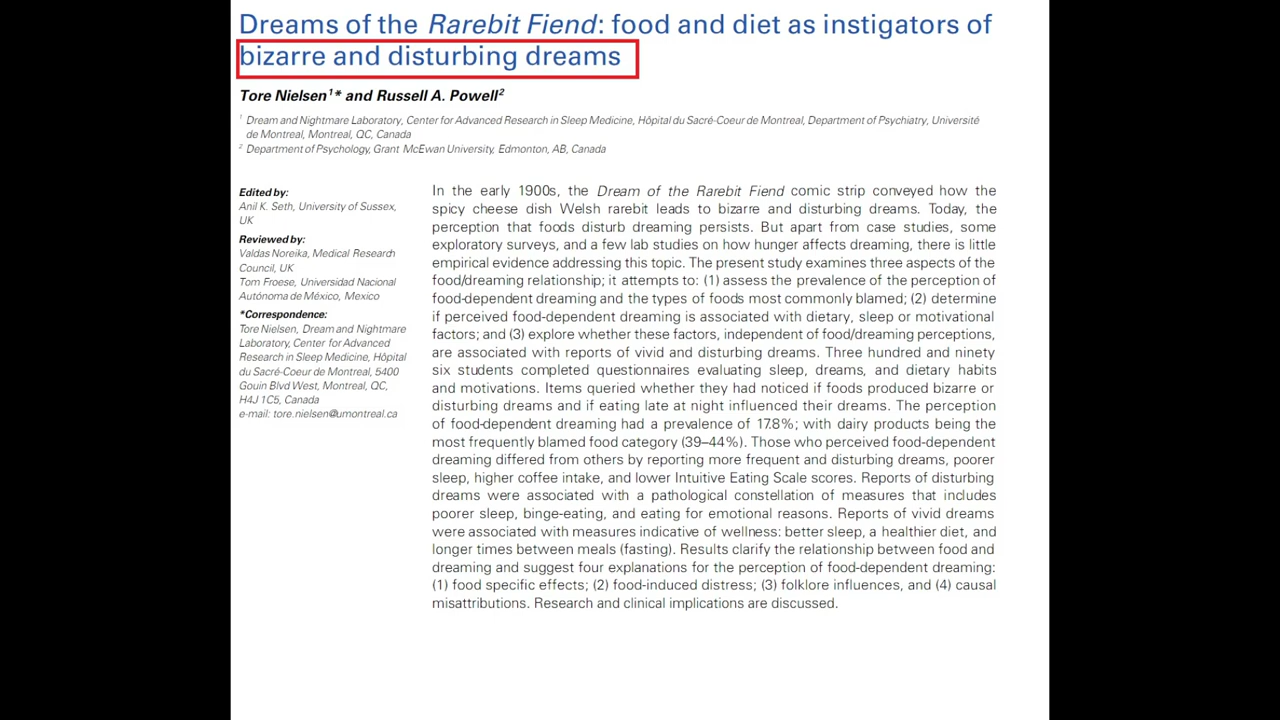 Dreams of the Rarebit Fiend: food and diet as instigators of
bizarre and disturbing dreams
Tore Nielsen1* and Russell A. Powell2
1 Dream and Nightmare Laboratory, Center for Advanced Research in Sleep Medicine, Hôpital du Sacré-Coeur de Montreal, Department of Psychiatry, Université
de Montreal, Montreal, QC, Canada
2 Department of Psychology, Grant McEwan University, Edmonton, AB, Canada
Edited by:
Anil K. Seth, University of Sussex,
UK
Reviewed by:
Valdas Noreika, Medical Research
Council, UK
Tom Froese, Universidad Nacional
Autónoma de México, Mexico
*Correspondence:
Tore Nielsen, Dream and Nightmare
Laboratory, Center for Advanced
Research in Sleep Medicine, Hôpital
du Sacré-Coeur de Montreal, 5400
Gouin Blvd West, Montreal, QC,
H4J 1C5, Canada
e-mail: tore.nielsen@umontreal.ca
In the early 1900s, the Dream of the Rarebit Fiend comic strip conveyed how the
spicy cheese dish Welsh rarebit leads to bizarre and disturbing dreams. Today, the
perception that foods disturb dreaming persists. But apart from case studies, some
exploratory surveys, and a few lab studies on how hunger affects dreaming, there is little
empirical evidence addressing this topic. The present study examines three aspects of the
food/dreaming relationship; it attempts to: (1) assess the prevalence of the perception of
food-dependent dreaming and the types of foods most commonly blamed; (2) determine
if perceived food-dependent dreaming is associated with dietary, sleep or motivational
factors; and (3) explore whether these factors, independent of food/dreaming perceptions,
are associated with reports of vivid and disturbing dreams. Three hundred and ninety
six students completed questionnaires evaluating sleep, dreams, and dietary habits
and motivations. Items queried whether they had noticed if foods produced bizarre or
disturbing dreams and if eating late at night influenced their dreams. The perception
of food-dependent dreaming had a prevalence of 17.8%; with dairy products being the
most frequently blamed food category (39–44%). Those who perceived food-dependent
dreaming differed from others by reporting more frequent and disturbing dreams, poorer
sleep, higher coffee intake, and lower Intuitive Eating Scale scores. Reports of disturbing
dreams were associated with a pathological constellation of measures that includes
poorer sleep, binge-eating, and eating for emotional reasons. Reports of vivid dreams
were associated with measures indicative of wellness: better sleep, a healthier diet, and
longer times between meals (fasting). Results clarify the relationship between food and
dreaming and suggest four explanations for the perception of food-dependent dreaming:
(1) food specific effects; (2) food-induced distress; (3) folklore influences, and (4) causal
misattributions. Research and clinical implications are discussed.